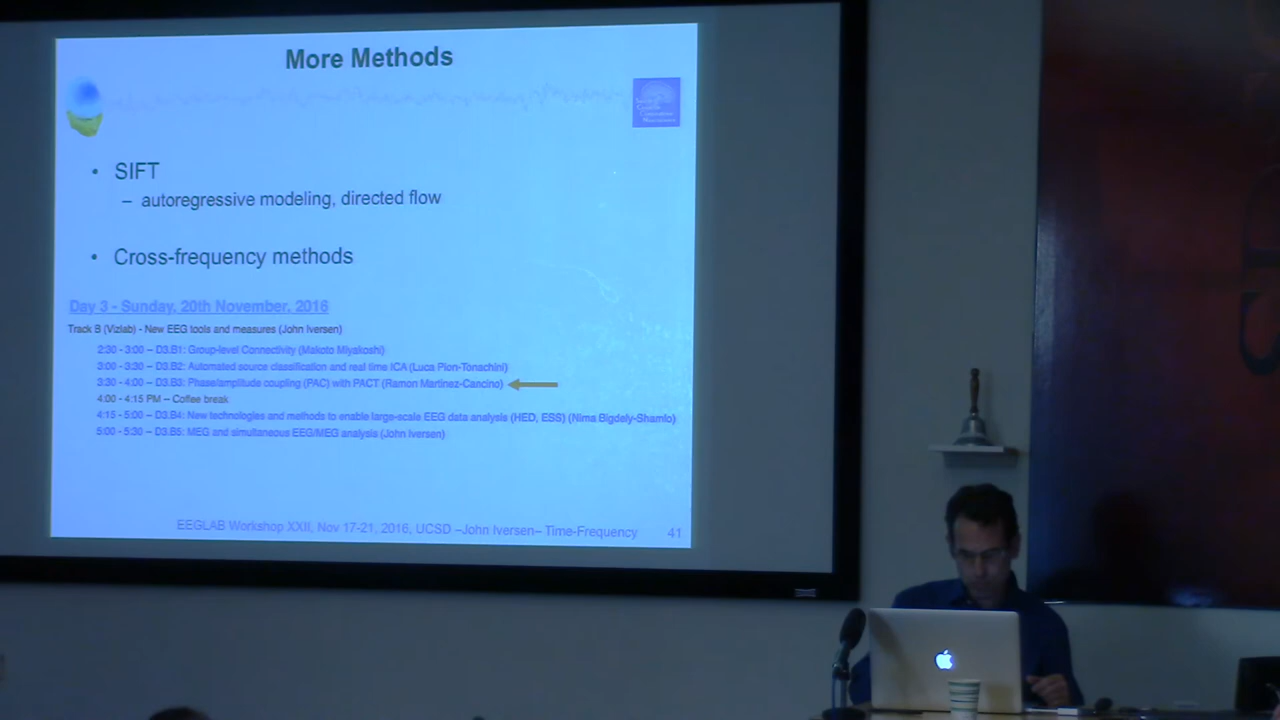 More Methods
• SIFT
– autoregressive modeling, directed flow
• Cross-frequency methods
Day 3 - Sunday, 20th November, 2016
Track B (Vizlab) - New EEG tools and measures (John Iversen)
2:30 - 3:00 – D3.B1: Group-level Connectivity (Makoto Miyakoshi)
3:00 - 3:30 – D3.B2: Automated source classification and real time ICA (Luca Pion-Tonachini)
3:30 - 4:00 – D3.B3: Phase/amplitude coupling (PAC) with PACT (Ramon Martinez-Cancino)
4:00 - 4:15 PM – Coffee break
4:15 - 5:00 – D3.B4: New technologies and methods to enable large-scale EEG data analysis (HED, ESS) (Nima Bigdely-Shamlo)
5:00 - 5:30 – D3.B5: MEG and simultaneous EEG/MEG analysis (John Iversen)
EEGLAB Workshop XXII, Nov 17-21, 2016, UCSD –John Iversen– Time-Frequency 41